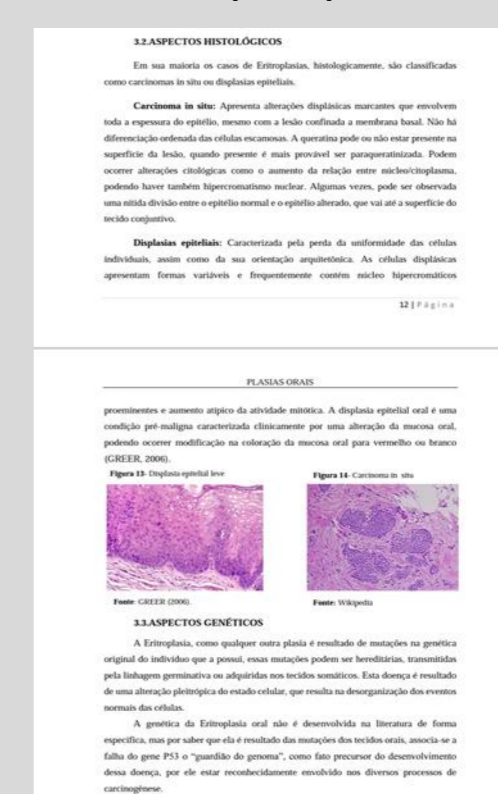 3.2.ASPECTOS HISTOLÓGICOS
Em sua maioria os casos de Eritroplasias, histologicamente, são classificadas
como carcinomas in situ ou displasias epiteliais.
Carcinoma in situ: Apresenta alterações displásicas marcantes que envolvem
toda a espessura do epitélio, mesmo com a lesão confinada a membrana basal. Não há
diferenciação ordenada das células escamosas. A queratina pode ou não estar presente na
superfície da lesão, quando presente é mais provável ser paraqueratinizada. Podem
ocorrer alterações citológicas como o aumento da relação entre núcleo/citoplasma,
podendo haver também hipercromatismo nuclear. Algumas vezes, pode ser observada
uma nítida divisão entre o epitélio normal e o epitélio alterado, que vai até a superfície do
tecido conjuntivo.
Displasias epiteliais: Caracterizada pela perda da uniformidade das células
individuais, assim como da sua orientação arquitetônica. As células displásicas
apresentam formas variáveis e frequentemente contém núcleo hipercromáticos
12 | Página
PLASIAS ORAIS
proeminentes e aumento atípico da atividade mitótica. A displasia epitelial oral é uma
condição pré-maligna caracterizada clinicamente por uma alteração da mucosa oral,
podendo ocorrer modificação na coloração da mucosa oral para vermelho ou branco
(GREER, 2006).
Figura 13- Displasia epitelial leve
Figura 14- Carcinoma in situ
Fonte: GREER (2006).
Fonte: Wikipedia
3.3.ASPECTOS GENÉTICOS
A Eritroplasia, como qualquer outra plasia é resultado de mutações na genética
original do indivíduo que a possui, essas mutações podem ser hereditárias, transmitidas
pela linhagem germinativa ou adquiridas nos tecidos somáticos. Esta doença é resultado
de uma alteração pleitrópica do estado celular, que resulta na desorganização dos eventos
normais das células.
A genética da Eritroplasia oral não é desenvolvida na literatura de forma
específica, mas por saber que ela é resultado das mutações dos tecidos orais, associa-se a
falha do gene P53 o “guardião do genoma”, como fato precursor do desenvolvimento
dessa doença, por ele estar reconhecidamente envolvido nos diversos processos de
carcinogênese.